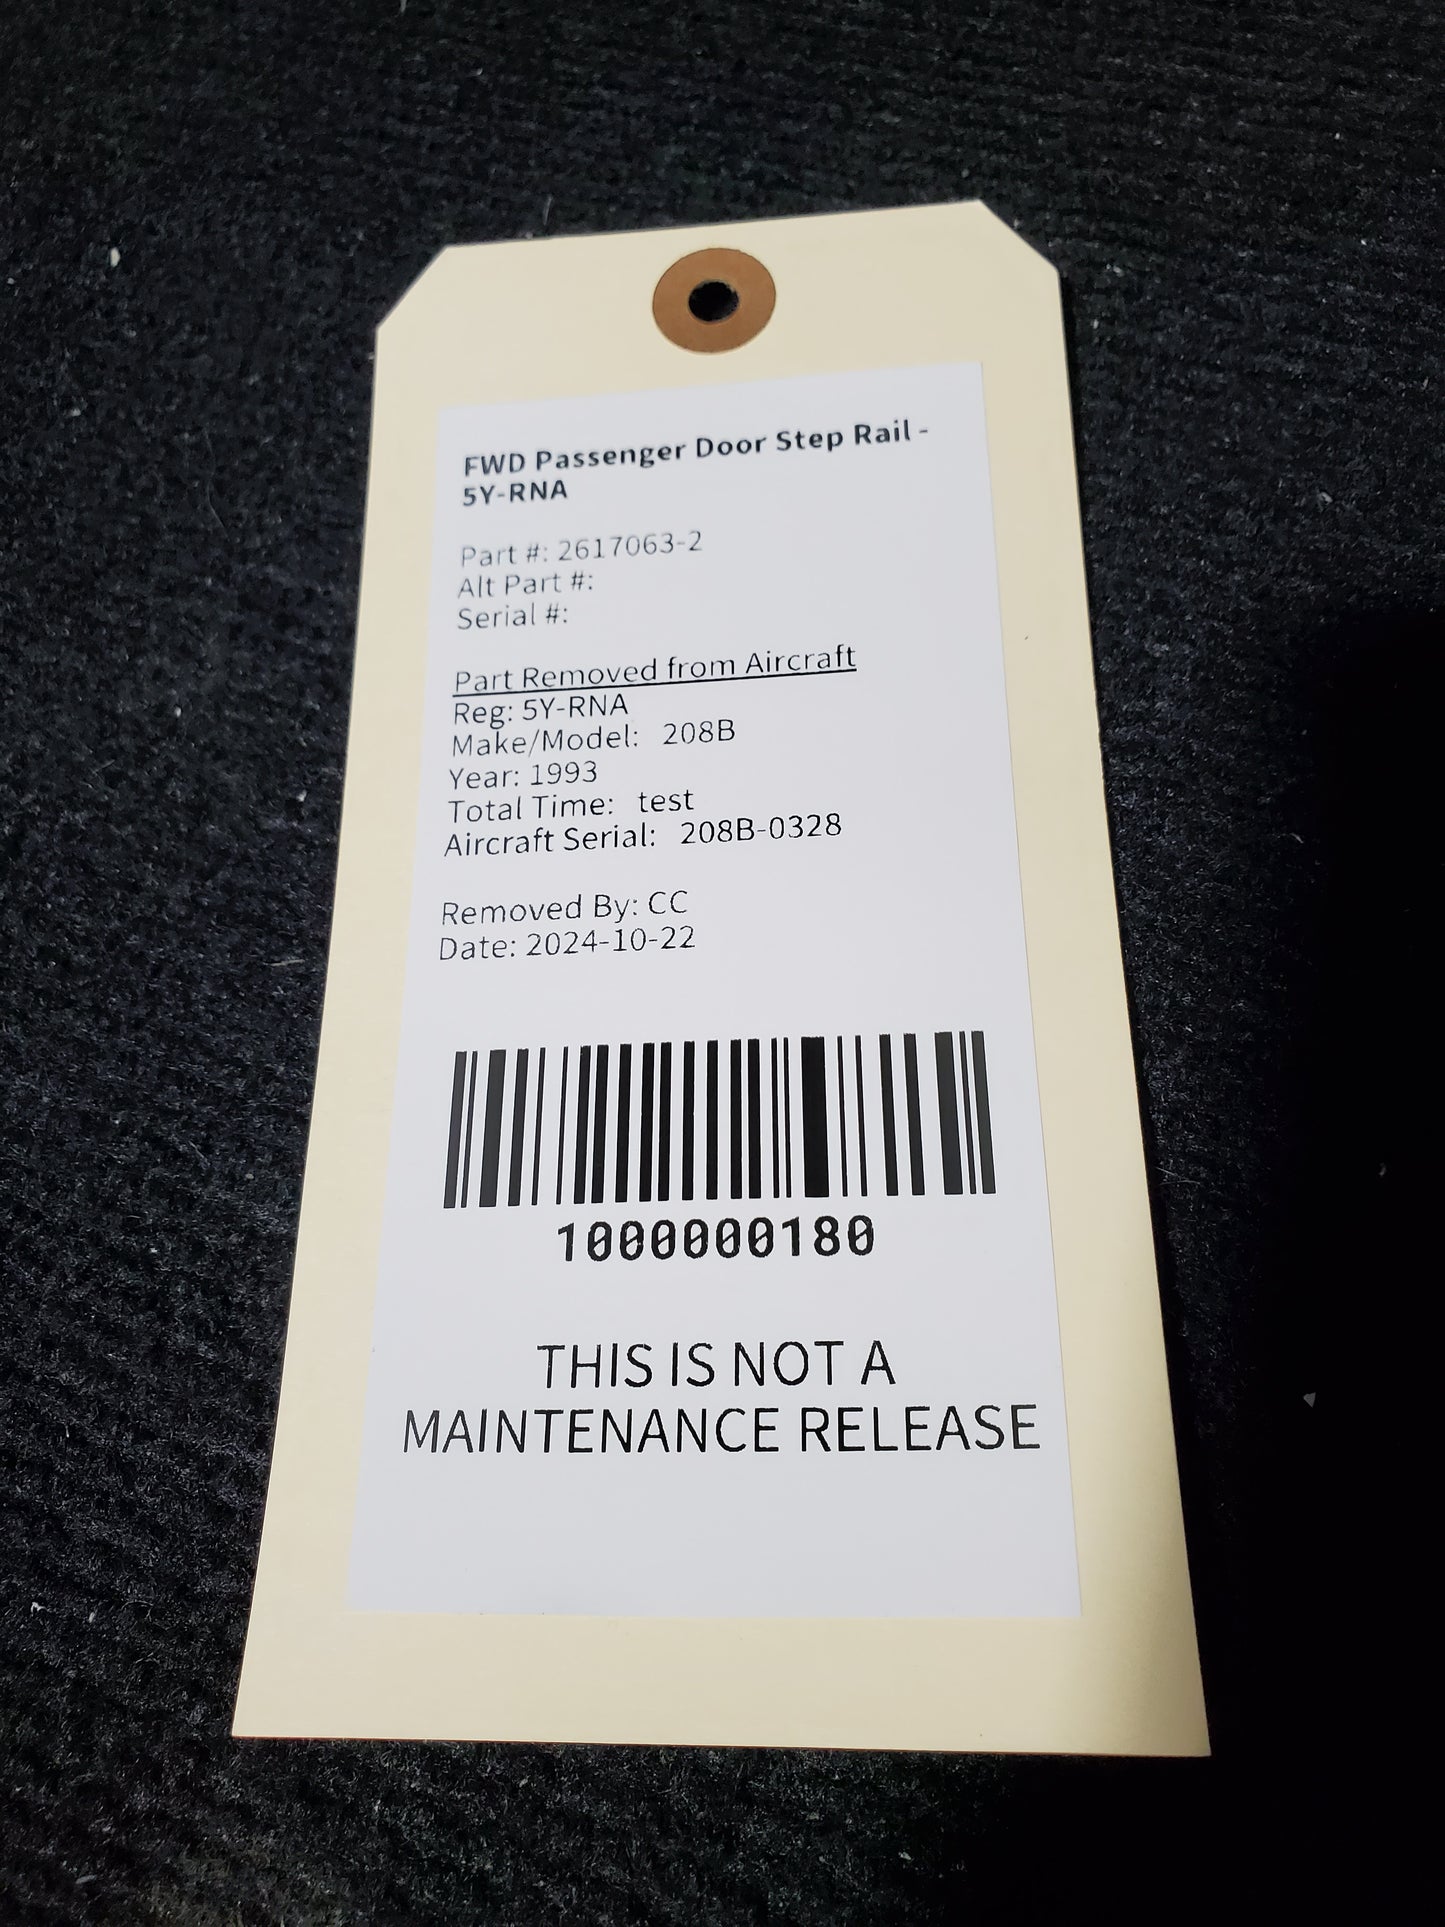 FWD Passenger Door Step Rail -
5Y-RNA
Part #: 2617063-2
Alt Part #:
Serial #:
Part Removed from Aircraft
Reg: 5Y-RNA
Make/Model: 208B
Year: 1993
Total Time: test
Aircraft Serial: 208B-0328
Removed By: CC
Date: 2024-10-22
1000000180
THIS IS NOT A
MAINTENANCE RELEASE